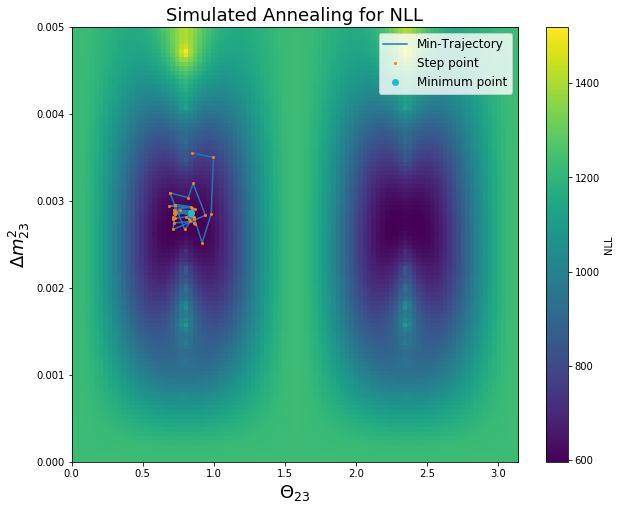 Simulated Annealing for NLL
Min-Trajectory
Step point
Minimum point
0.005
0.004
0.003
0.002
0.001
0.000
Δm²₂₃
0.0
0.5
1.0
1.5
2.0
2.5
3.0
Θ₂₃
1400
1200
1000
800
600
NLL